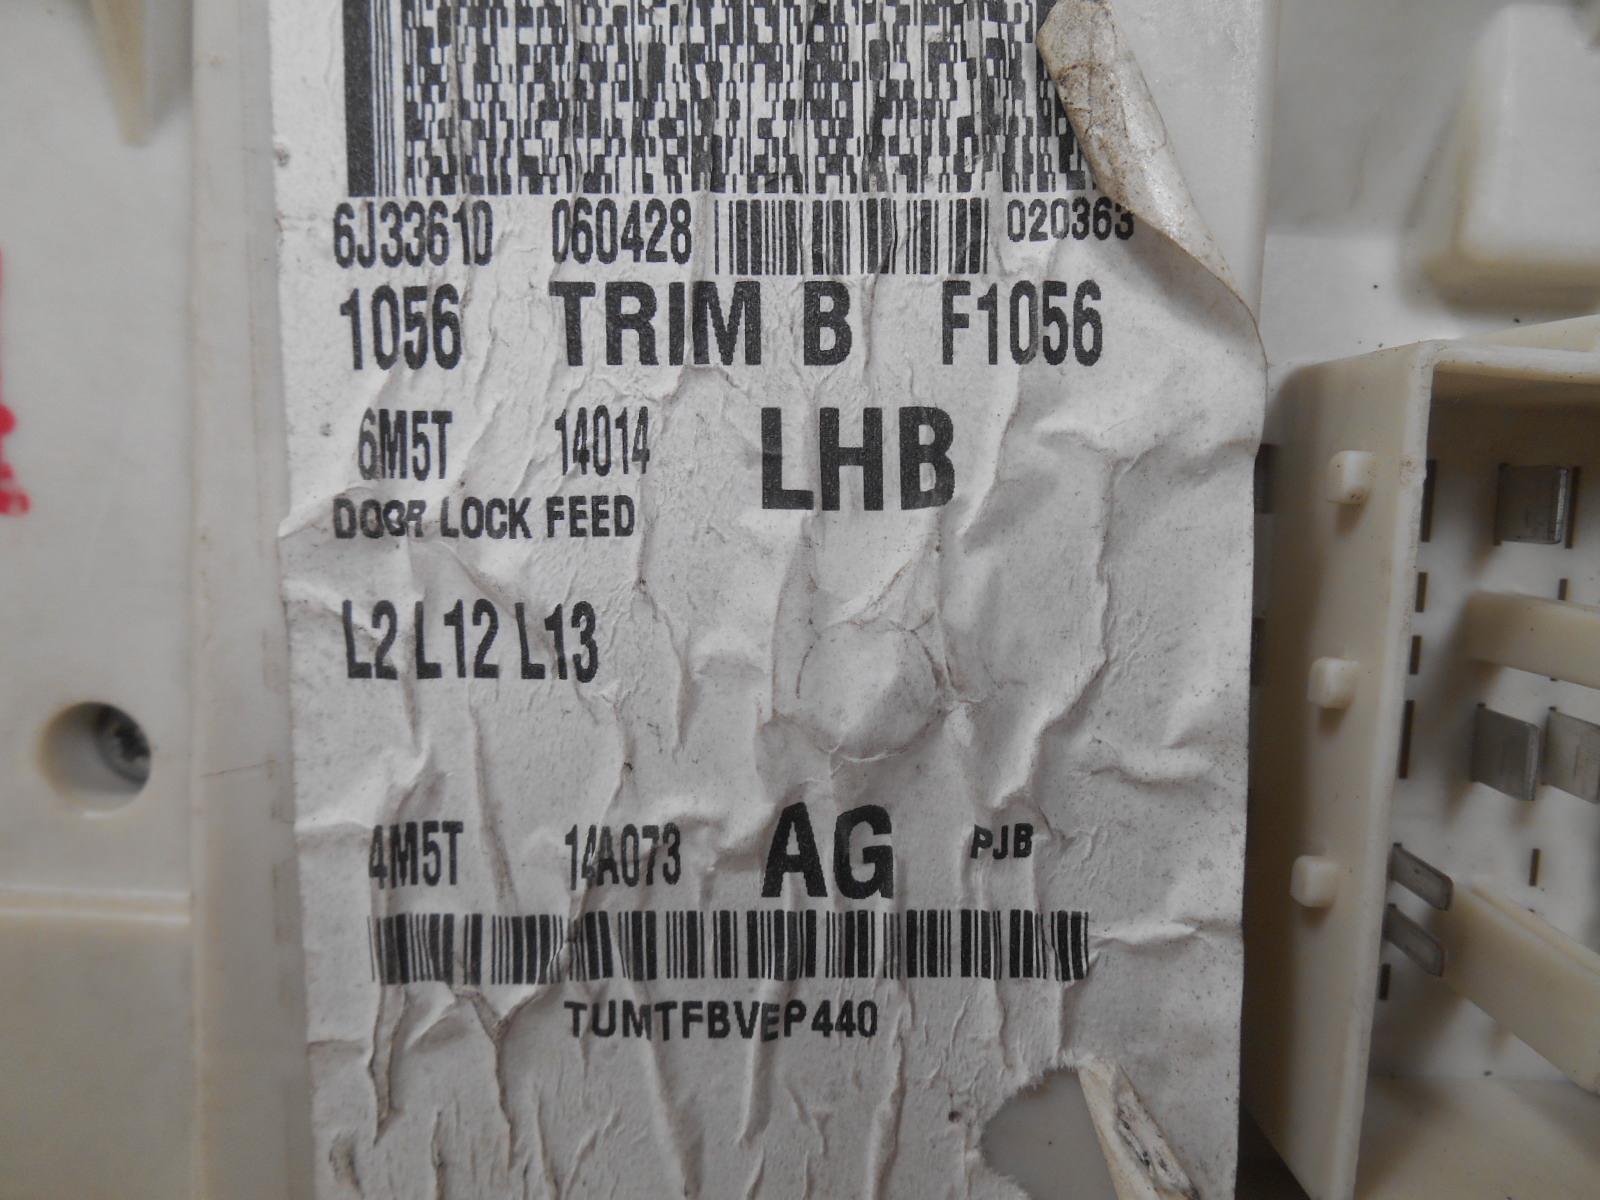 6J33610 060428 020363
1056 TRIM B F1056
6M5T 14014 LHB
DOOR LOCK FEED
L2 L12 L13
4M5T 14A073 AG PJB
TUMTFBVEP440